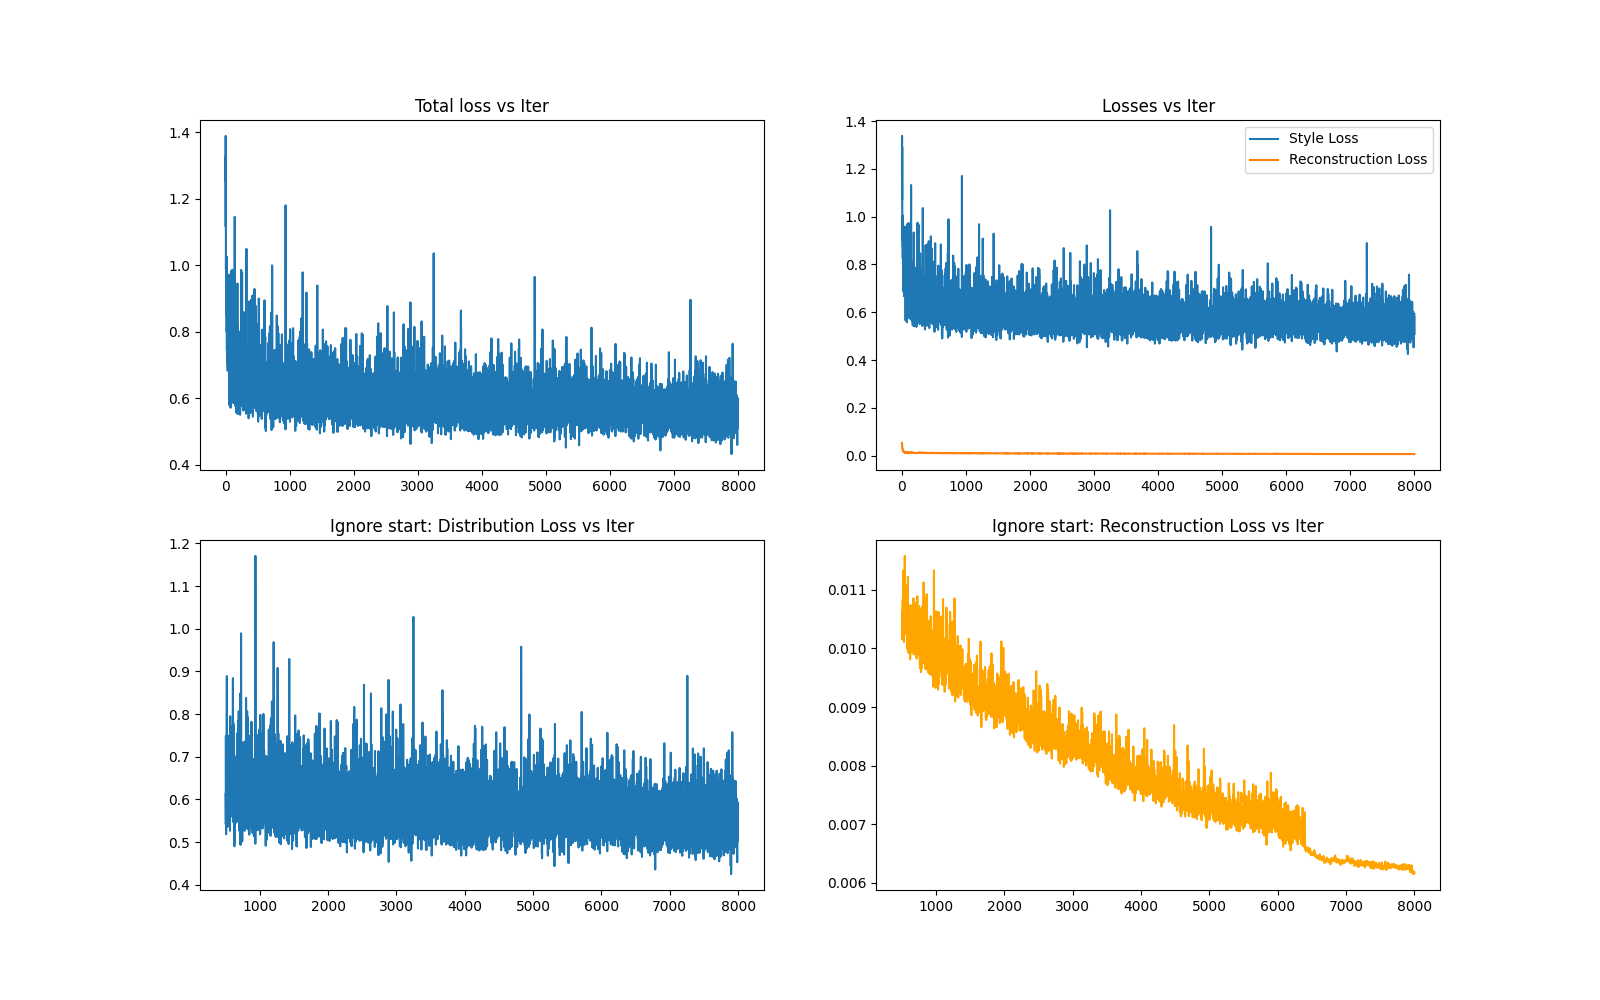 Total loss vs Iter
1.4
1.2
1.0
0.8
0.6
0.4
0 1000 2000 3000 4000 5000 6000 7000 8000
Losses vs Iter
Style Loss
Reconstruction Loss
1.4
1.2
1.0
0.8
0.6
0.4
0.2
0.0
0 1000 2000 3000 4000 5000 6000 7000 8000
Ignore start: Distribution Loss vs Iter
1.2
1.1
1.0
0.9
0.8
0.7
0.6
0.5
0.4
1000 2000 3000 4000 5000 6000 7000 8000
Ignore start: Reconstruction Loss vs Iter
0.011
0.010
0.009
0.008
0.007
0.006
1000 2000 3000 4000 5000 6000 7000 8000